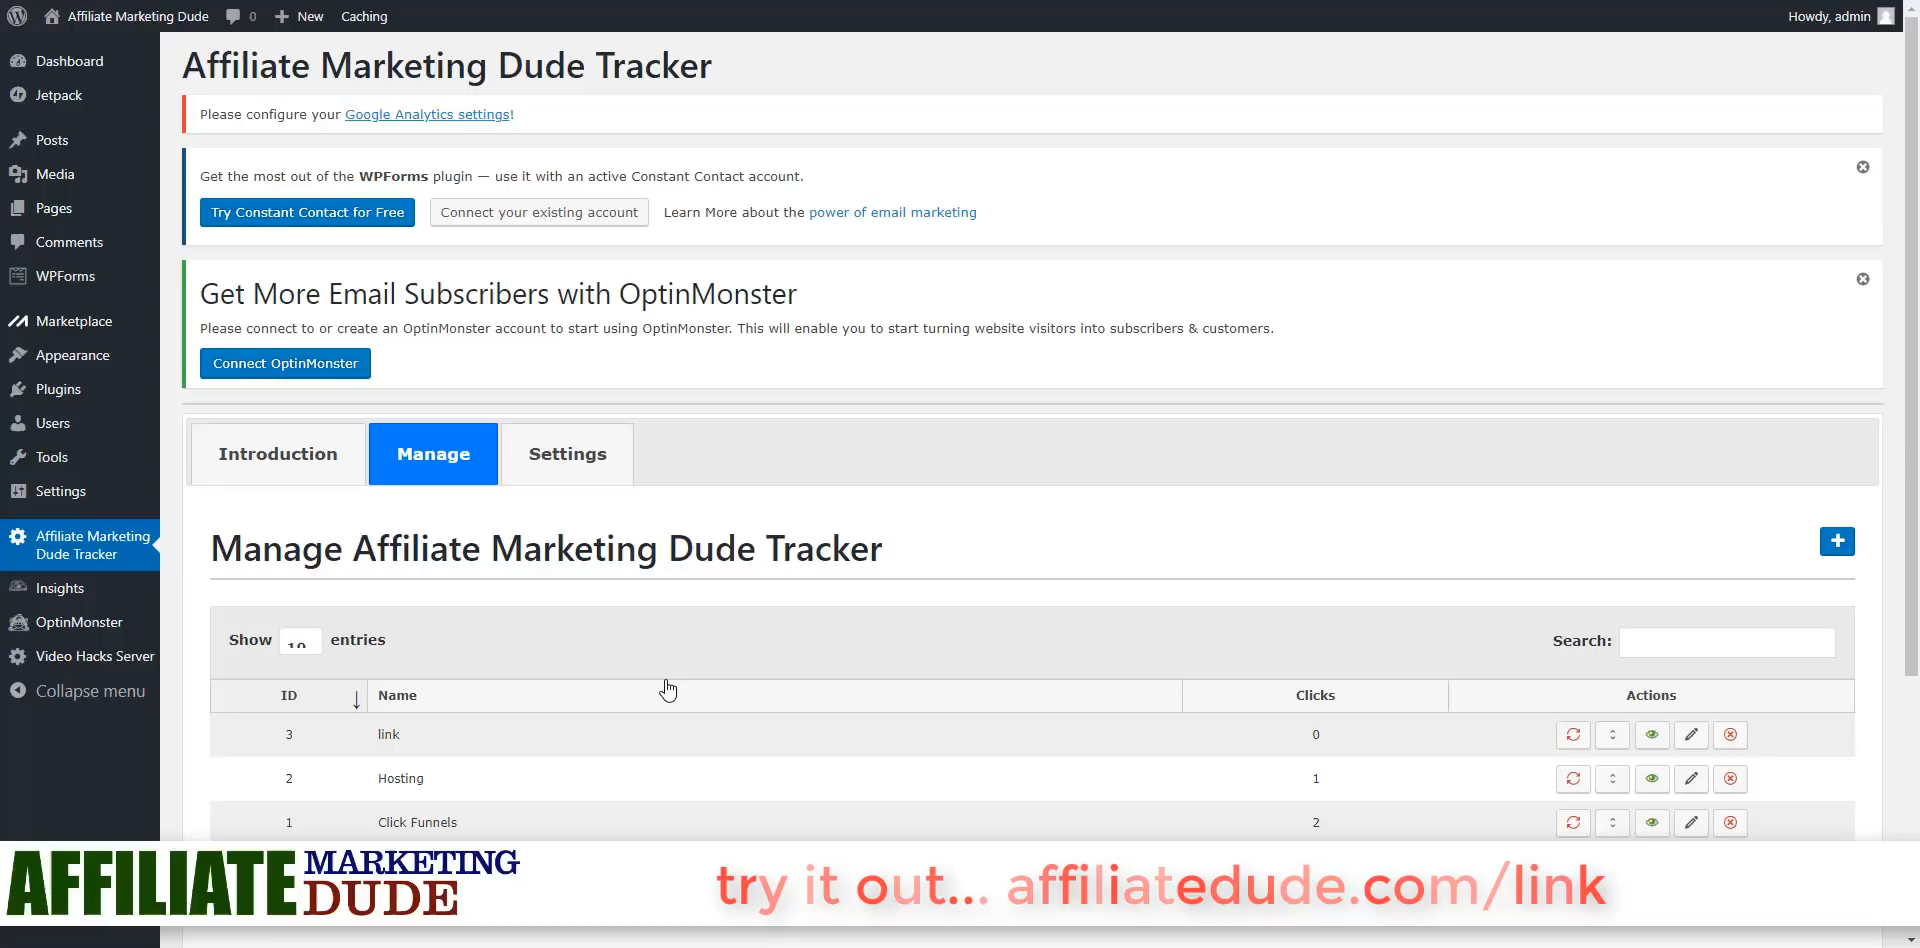 Affiliate Marketing Dude 0 New Caching Howdy, admin
Dashboard
Jetpack
Posts
Media
Pages
Comments
WPForms
Marketplace
Appearance
Plugins
Users
Tools
Settings
Affiliate Marketing
Dude Tracker
Insights
OptinMonster
Video Hacks Server
Collapse menu
Affiliate Marketing Dude Tracker
Please configure your Google Analytics settings!
Get the most out of the WPForms plugin — use it with an active Constant Contact account.
Try Constant Contact for Free Connect your existing account Learn More about the power of email marketing
Get More Email Subscribers with OptinMonster
Please connect to or create an OptinMonster account to start using OptinMonster. This will enable you to start turning website visitors into subscribers & customers.
Connect OptinMonster
Introduction Manage Settings
Manage Affiliate Marketing Dude Tracker
Show 10 entries Search:
ID Name Clicks Actions
3 link 0
2 Hosting 1
1 Click Funnels 2
AFFILIATE MARKETING DUDE
try it out... affiliatedude.com/link